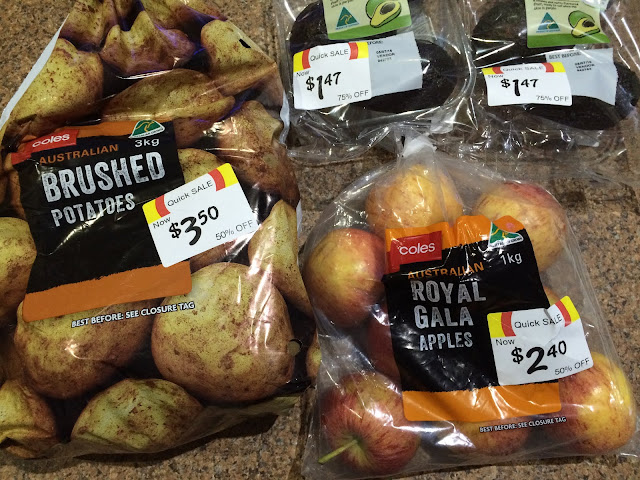 Quick SALE
Now
$1.47
75% OFF
BEST BEFORE:
Quick SALE
Now
$1.47
75% OFF
coles
AUSTRALIAN
3kg
BRUSHED
POTATOES
Quick SALE
Now
$3.50
50% OFF
BEST BEFORE: SEE CLOSURE TAG
coles
AUSTRALIAN
1kg
ROYAL
GALA
APPLES
Quick SALE
Now
$2.40
50% OFF
BEST BEFORE: SEE CLOSURE TAG